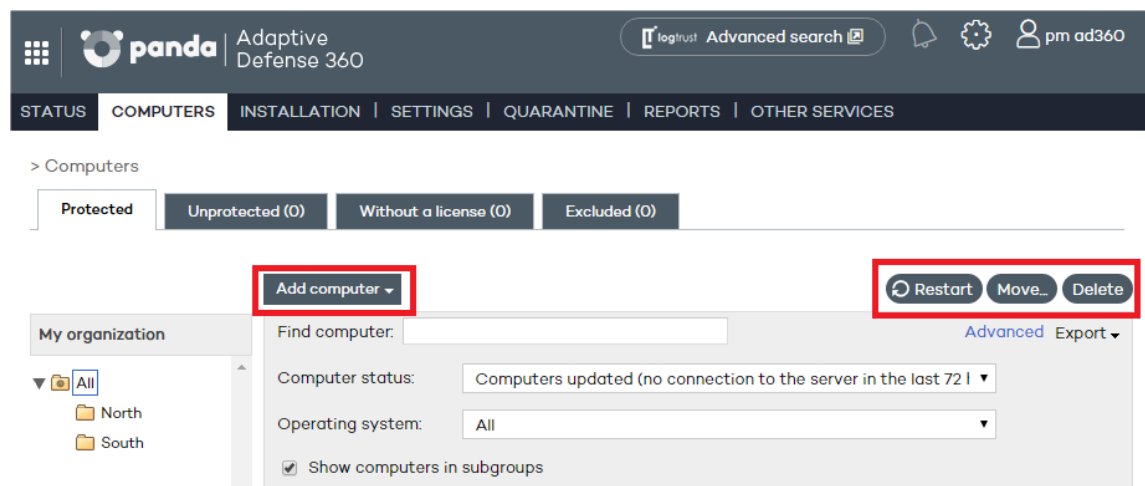 panda Adaptive
Defense 360
logtrust Advanced search
pm ad360
STATUS COMPUTERS INSTALLATION | SETTINGS | QUARANTINE | REPORTS | OTHER SERVICES
> Computers
Protected Unprotected (0) Without a license (0) Excluded (0)
Add computer
Restart Move... Delete
My organization
All
North
South
Find computer:
Advanced Export
Computer status: Computers updated (no connection to the server in the last 72 h
Operating system: All
Show computers in subgroups